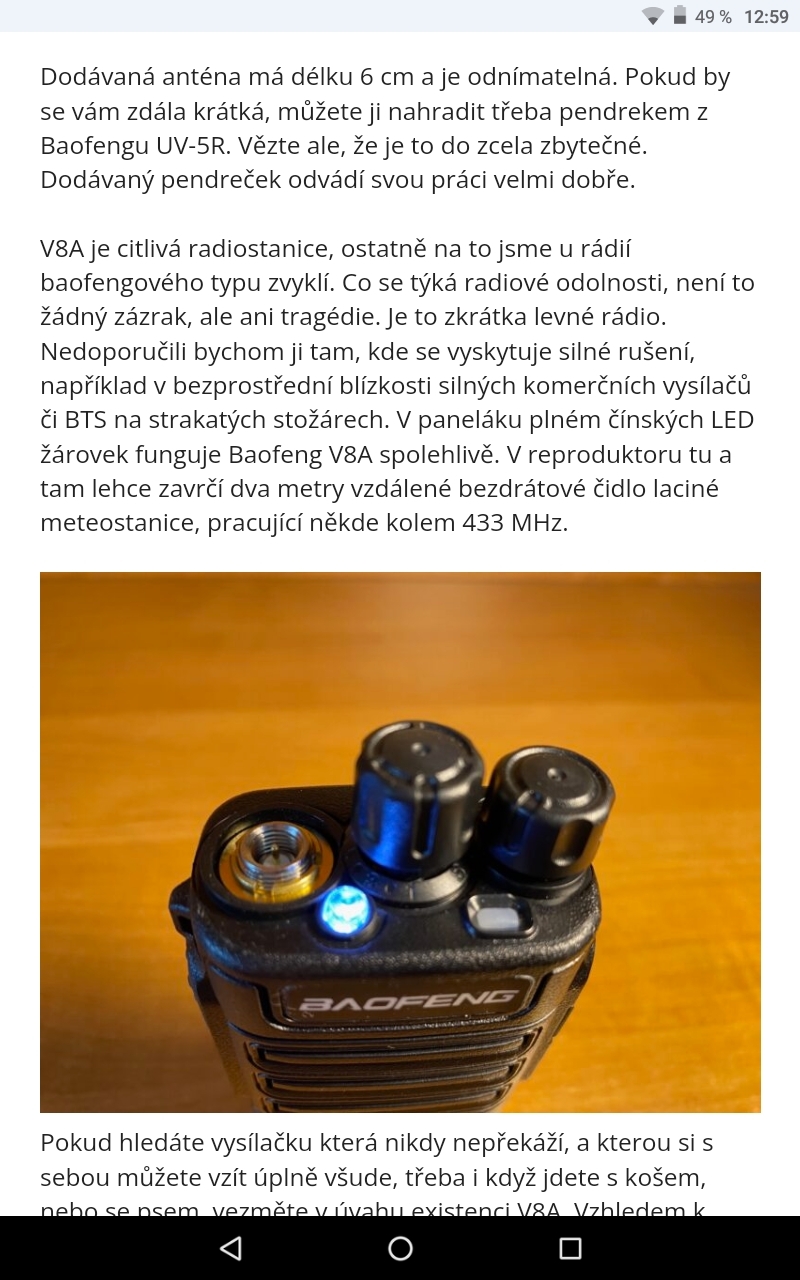 49 % 12:59
Dodávaná anténa má délku 6 cm a je odnímatelná. Pokud by
se vám zdála krátká, můžete ji nahradit třeba pendrekem z
Baofengu UV-5R. Vězte ale, že je to do zcela zbytečné.
Dodávaný pendreček odvádí svou práci velmi dobře.
V8A je citlivá radiostanice, ostatně na to jsme u rádií
baofengového typu zvyklí. Co se týká radiové odolnosti, není to
žádný zázrak, ale ani tragédie. Je to zkrátka levné rádio.
Nedoporučili bychom ji tam, kde se vyskytuje silné rušení,
například v bezprostřední blízkosti silných komerčních vysílačů
či BTS na strakatých stožárech. V paneláku plném čínských LED
žárovek funguje Baofeng V8A spolehlivě. V reproduktoru tu a
tam lehce zavrčí dva metry vzdálené bezdrátové čidlo laciné
meteostanice, pracující někde kolem 433 MHz.
BAOFENG
Pokud hledáte vysílačku která nikdy nepřekáží, a kterou si s
sebou můžete vzít úplně všude, třeba i když jdete s košem,
nebo se psem, vezměte v úvahu existenci V8A. Vzhledem k